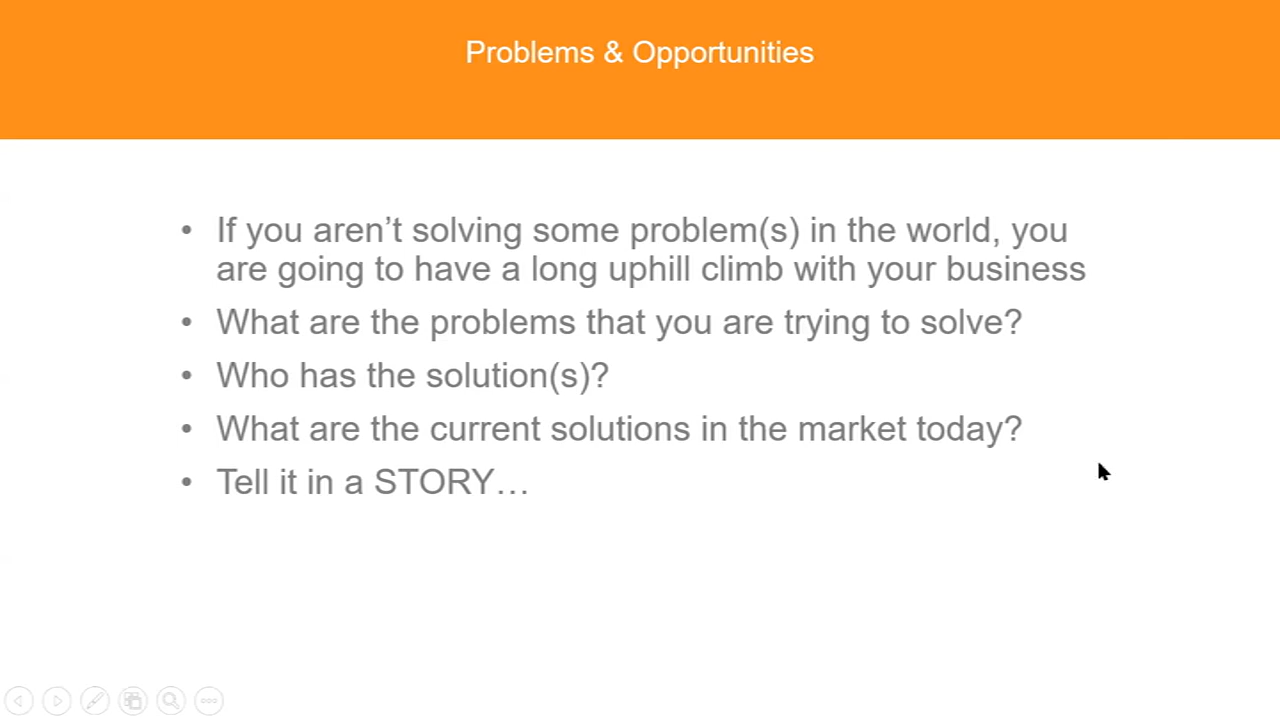 Problems & Opportunities
• If you aren’t solving some problem(s) in the world, you
are going to have a long uphill climb with your business
• What are the problems that you are trying to solve?
• Who has the solution(s)?
• What are the current solutions in the market today?
• Tell it in a STORY…